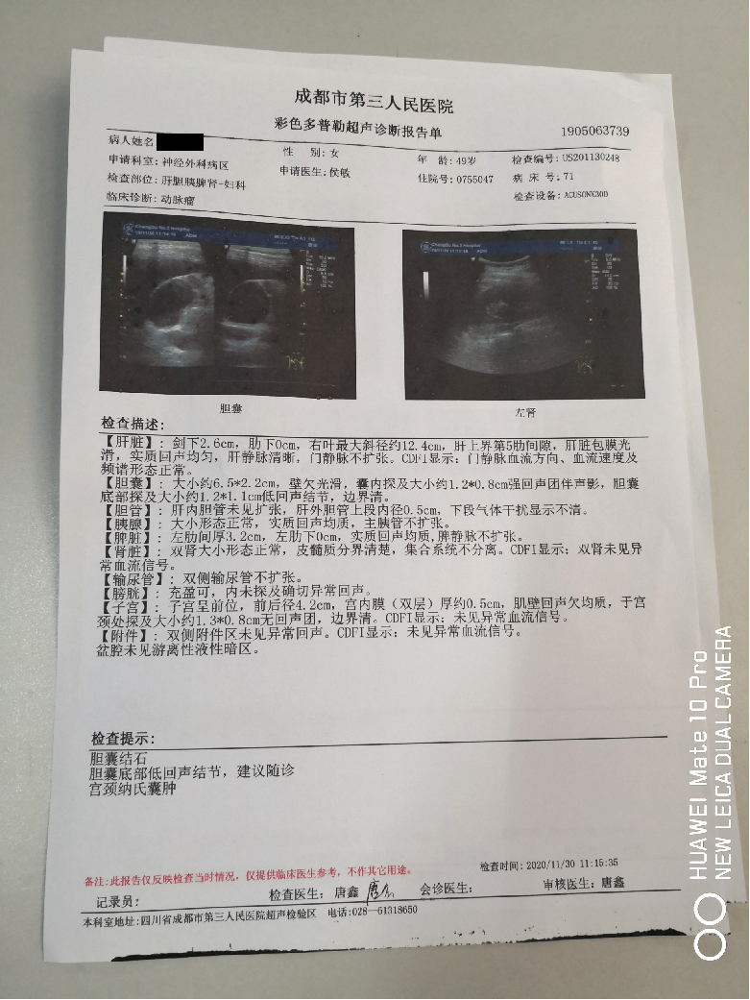 成都市第三人民医院
彩色多普勒超声诊断报告单
1905063739
病人姓名
性 别:女
年 龄:49岁
检查编号:US201130248
申请科室:神经外科病区
申请医生:侯敏
住院号:0755047
病 床 号:71
检查部位:肝胆胰脾肾-妇科
检查设备:ACUSONX300
临床诊断:动脉瘤
胆囊
左肾
检查描述:
【肝脏】:剑下2.6cm,肋下0cm,右叶最大斜径约12.4cm,肝上界第5肋间隙,肝脏包膜光
滑,实质回声均匀,肝静脉清晰,门静脉不扩张。CDFI显示:门静脉血流方向、血流速度及
频谱形态正常。
【胆囊】:大小约6.5*2.2cm,壁欠光滑,囊内探及大小约1.2*0.8cm强回声团伴声影,胆囊
底部探及大小约1.2*1.1cm低回声结节,边界清。
【胆管】:肝内胆管未见扩张,肝外胆管上段内径0.5cm,下段气体干扰显示不清。
【胰腺】:大小形态正常,实质回声均质,主胰管不扩张。
【脾脏】:左肋间厚3.2cm,左肋下0cm,实质回声均质,脾静脉不扩张。
【肾脏】:双肾大小形态正常,皮髓质分界清楚,集合系统不分离。CDFI显示:双肾未见异
常血流信号。
【输尿管】:双侧输尿管不扩张。
【膀胱】:充盈可,内未探及确切异常回声。
【子宫】:子宫呈前位,前后径4.2cm,宫内膜(双层)厚约0.5cm,肌壁回声欠均质,于宫
颈处探及大小约1.3*0.8cm无回声团,边界清。CDFI显示:未见异常血流信号。
【附件】:双侧附件区未见异常回声。CDFI显示:未见异常血流信号。
盆腔未见游离性液性暗区。
检查提示:
胆囊结石
胆囊底部低回声结节,建议随诊
宫颈纳氏囊肿
检查时间:2020/11/30 11:15:35
备注:此报告仅反映检查当时情况,仅提供临床医生参考,不作其它用途。
记录员:
检查医生:唐鑫
会诊医生:
审核医生:唐鑫
本科室地址:四川省成都市第三人民医院超声检验区 电话:028—61318650
HUAWEI Mate 10 Pro
NEW LEICA DUAL CAMERA